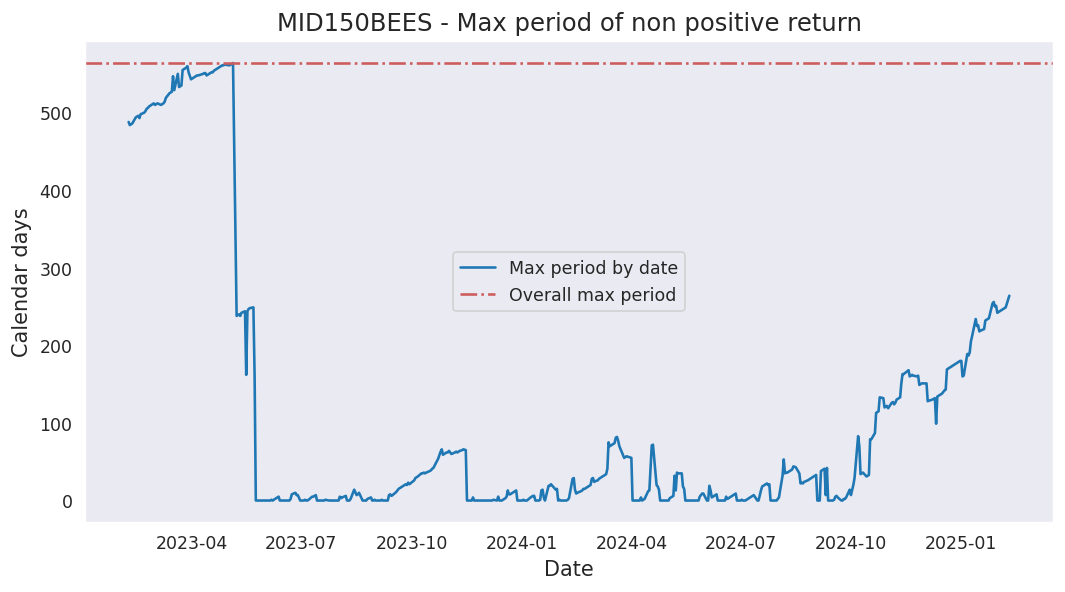 MID150BEES - Max period of non positive return
Calendar days
500
400
300
200
100
0
Max period by date
Overall max period
2023-04 2023-07 2023-10 2024-01 2024-04 2024-07 2024-10 2025-01
Date